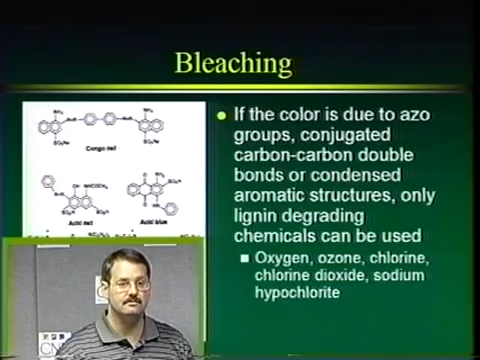 Bleaching
If the color is due to azo
groups, conjugated
carbon-carbon double
bonds or condensed
aromatic structures, only
lignin degrading
chemicals can be used
Oxygen, ozone, chlorine,
chlorine dioxide, sodium
hypochlorite
Congo red
Acid red
Acid blue